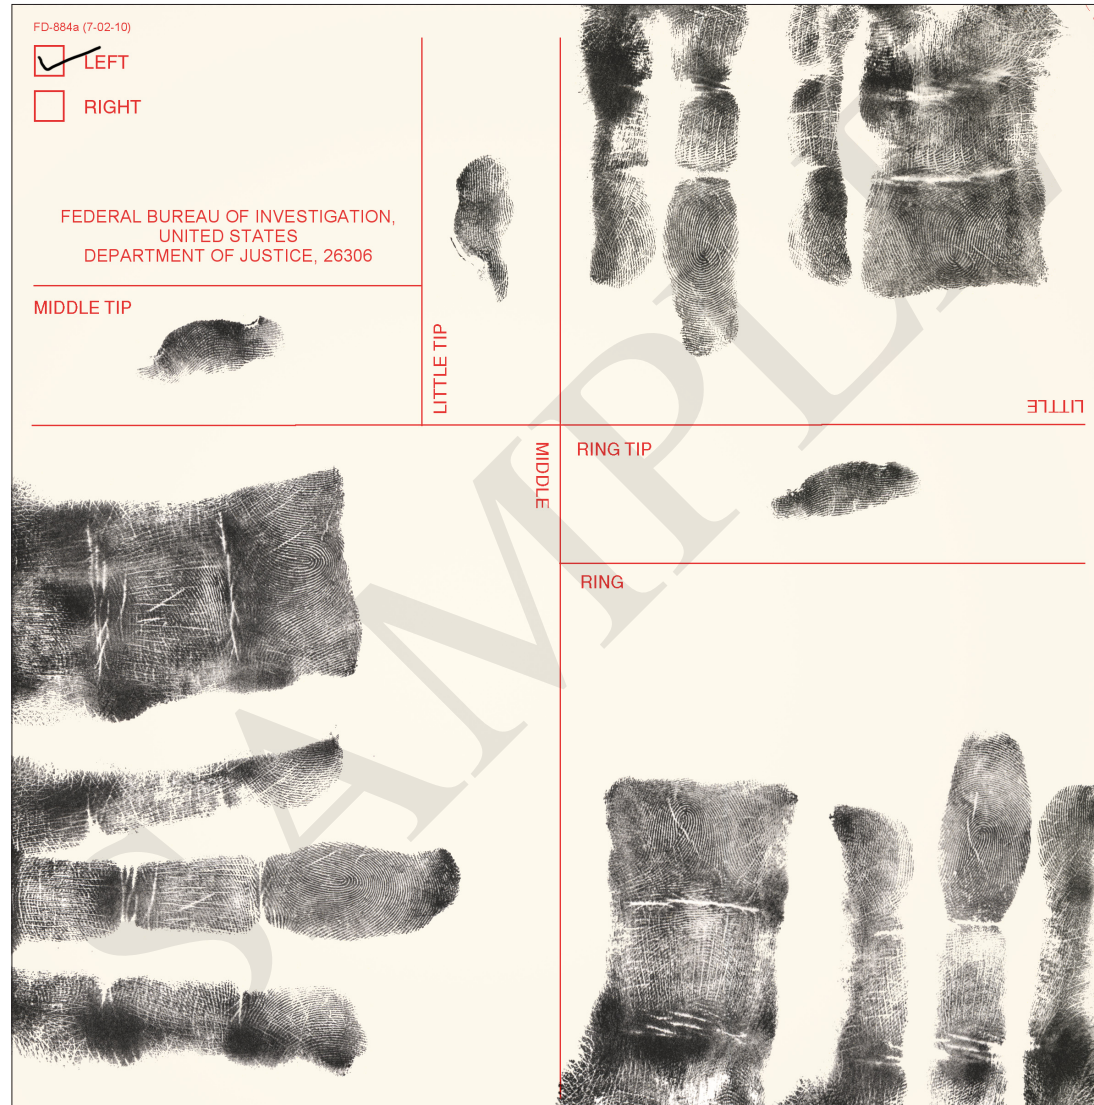 FD-884a (7-02-10)
LEFT
RIGHT
FEDERAL BUREAU OF INVESTIGATION,
UNITED STATES
DEPARTMENT OF JUSTICE, 26306
MIDDLE TIP
LITTLE TIP
LITTLE
MIDDLE
RING TIP
RING
SAMPLE